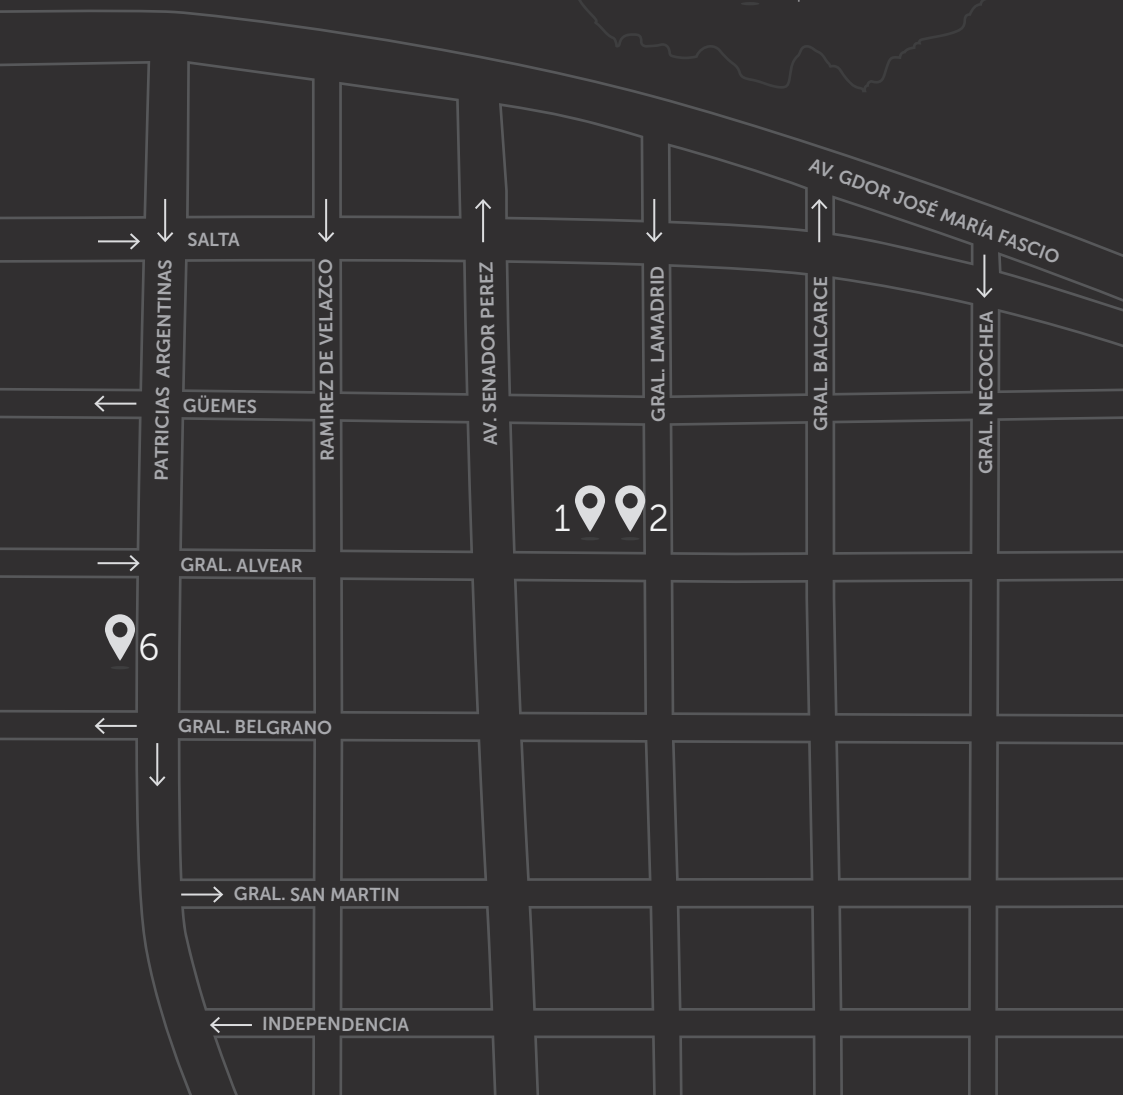 AV. GDOR JOSÉ MARÍA FASCIO
SALTA
PATRICIAS ARGENTINAS
RAMIREZ DE VELAZCO
AV. SENADOR PEREZ
GRAL. LAMADRID
GRAL. BALCARCE
GRAL. NECOCHEA
GÜEMES
1
2
GRAL. ALVEAR
6
GRAL. BELGRANO
GRAL. SAN MARTIN
INDEPENDENCIA